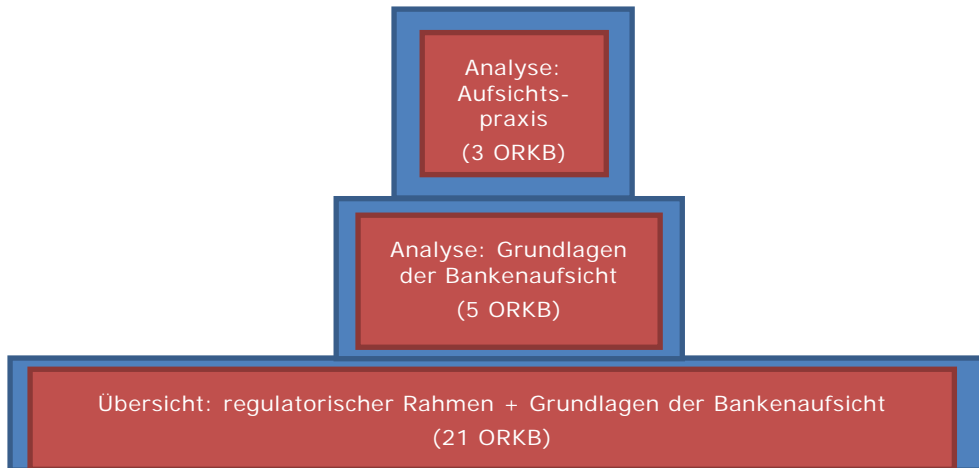 Analyse:
Aufsichts-
praxis
(3 ORKB)
Analyse: Grundlagen
der Bankenaufsicht
(5 ORKB)
Übersicht: regulatorischer Rahmen + Grundlagen der Bankenaufsicht
(21 ORKB)